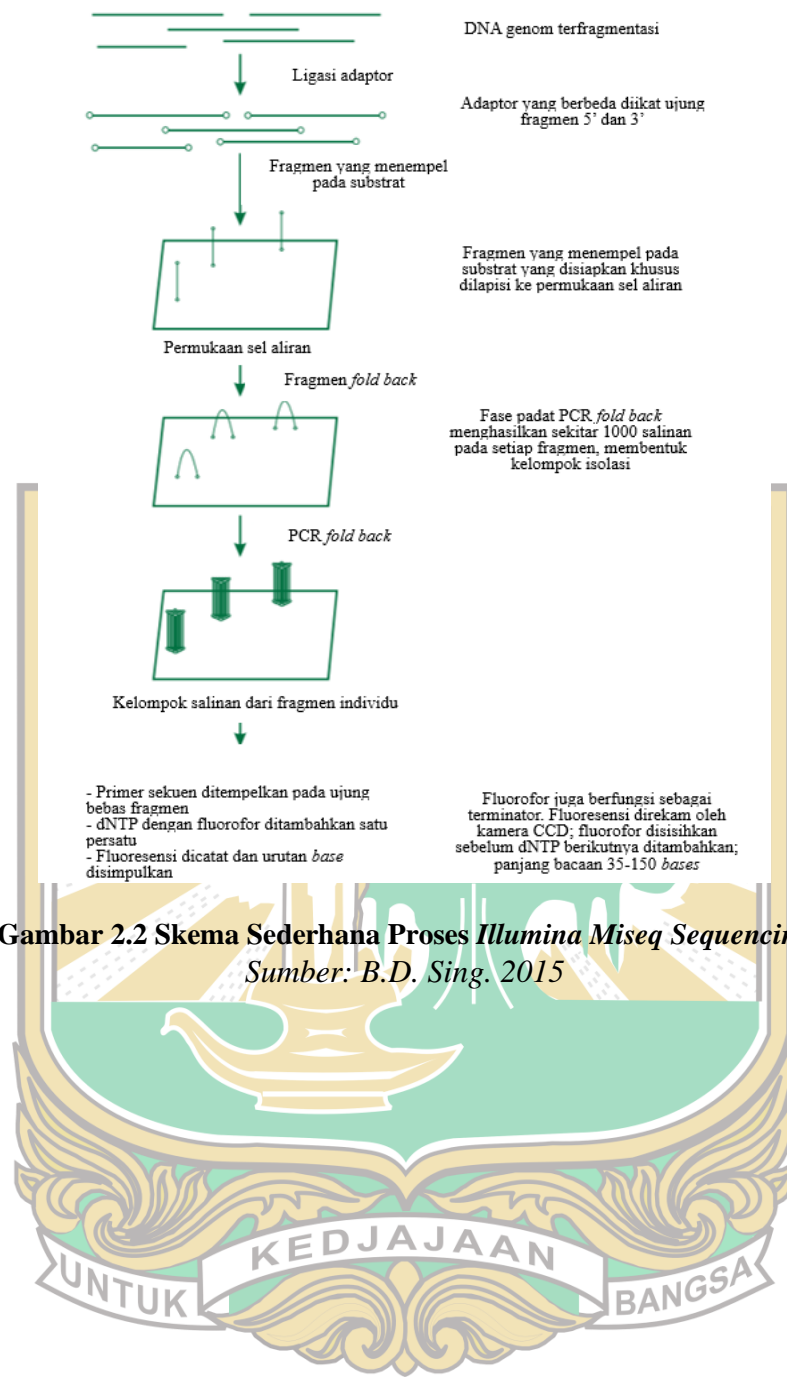 DNA genom terfragmentasi
Ligasi adaptor
Adaptor yang berbeda diikat ujung
fragmen 5' dan 3'
Fragmen yang menempel
pada substrat
Fragmen yang menempel pada
substrat yang disiapkan khusus
dilapisi ke permukaan sel aliran
Permukaan sel aliran
Fragmen fold back
Fase padat PCR fold back
menghasilkan sekitar 1000 salinan
pada setiap fragmen, membentuk
kelompok isolasi
PCR fold back
Kelompok salinan dari fragmen individu
- Primer sekuen ditempelkan pada ujung
bebas fragmen
- dNTP dengan fluorofor ditambahkan satu
persatu
- Fluoresensi dicatat dan urutan base
disimpulkan
Fluorofor juga berfungsi sebagai
terminator. Fluoresensi direkam oleh
kamera CCD; fluorofor disisihkan
sebelum dNTP berikutnya ditambahkan;
panjang bacaan 35-150 bases
Gambar 2.2 Skema Sederhana Proses Illumina Miseq Sequencin
Sumber: B.D. Sing. 2015
UNTUK KEDJAJAAN BANGSA